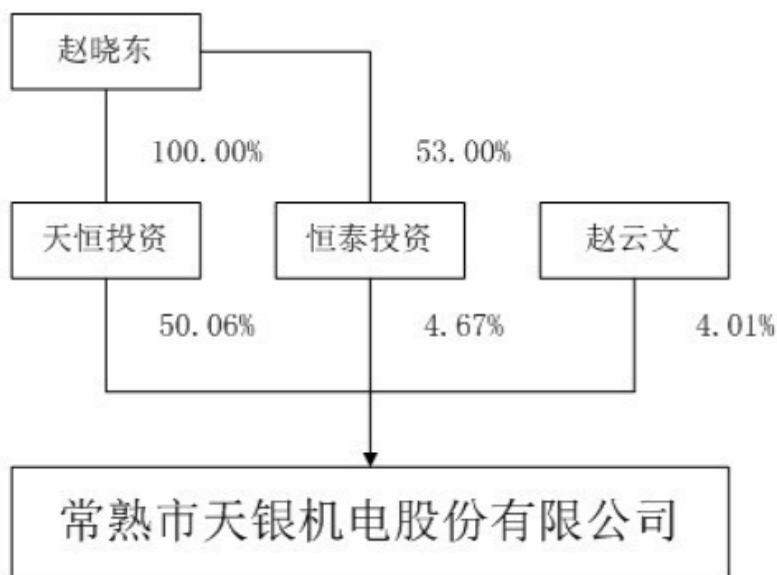 赵晓东
100.00%
53.00%
天恒投资
恒泰投资
赵云文
50.06%
4.67%
4.01%
常熟市天银机电股份有限公司